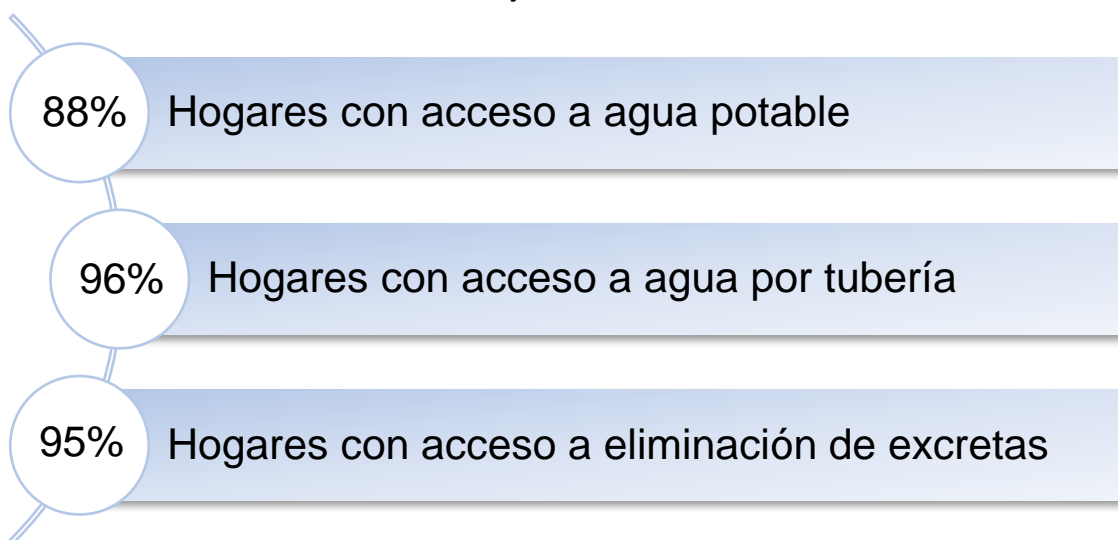 88% Hogares con acceso a agua potable
96% Hogares con acceso a agua por tubería
95% Hogares con acceso a eliminación de excretas